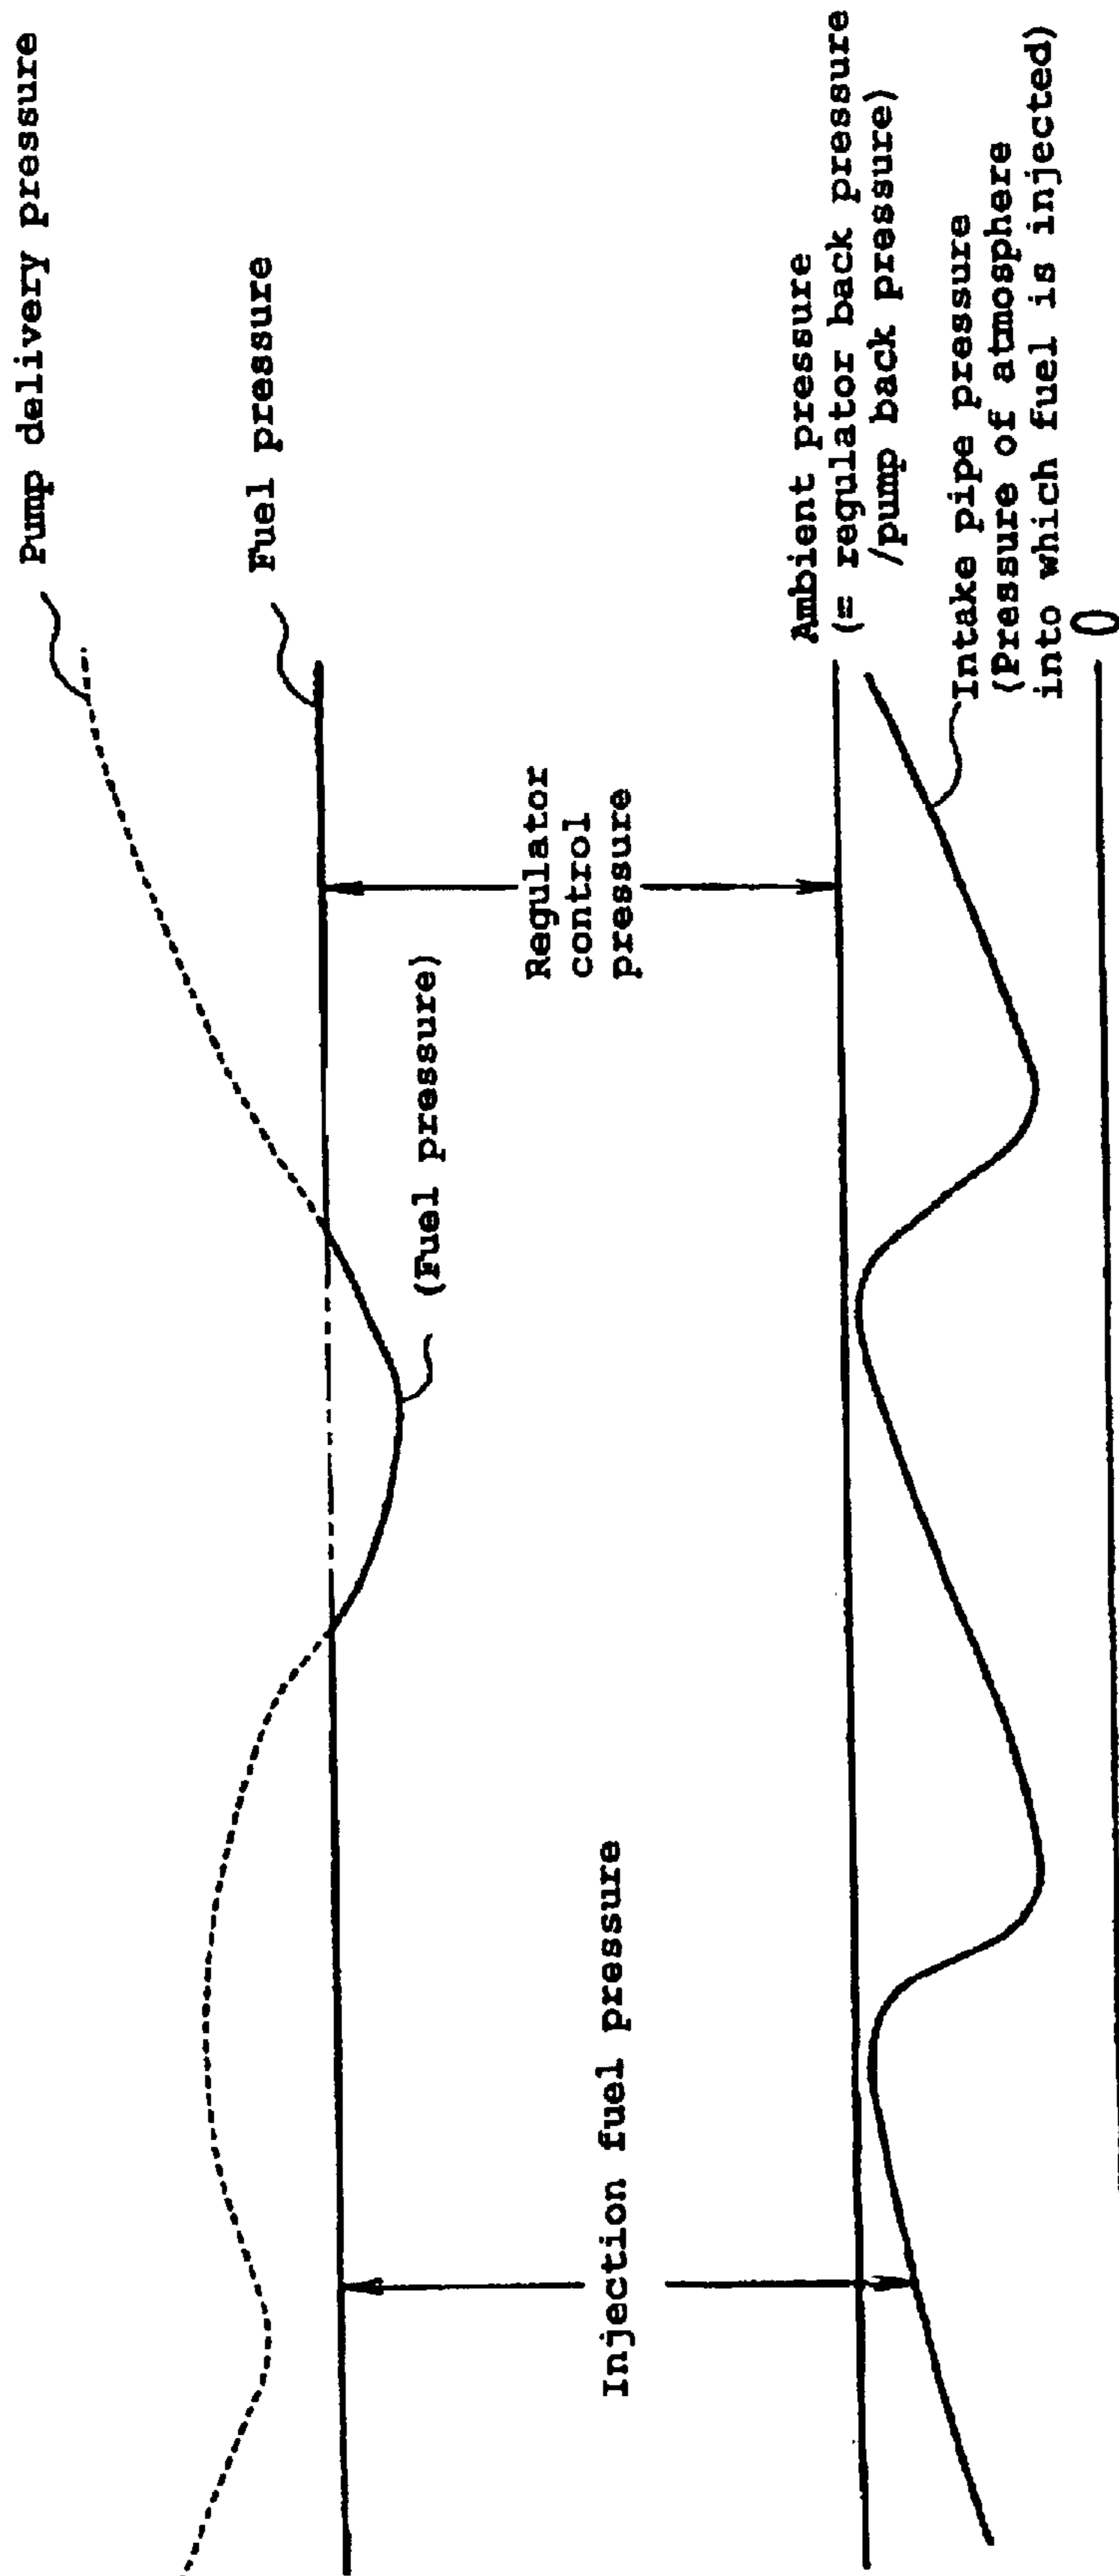 Pump delivery pressure
Fuel pressure
(Fuel pressure)
Regulator
control
pressure
Injection fuel pressure
Ambient pressure
(= regulator back pressure
/pump back pressure)
Intake pipe pressure
(Pressure of atmosphere
into which fuel is injected)
0